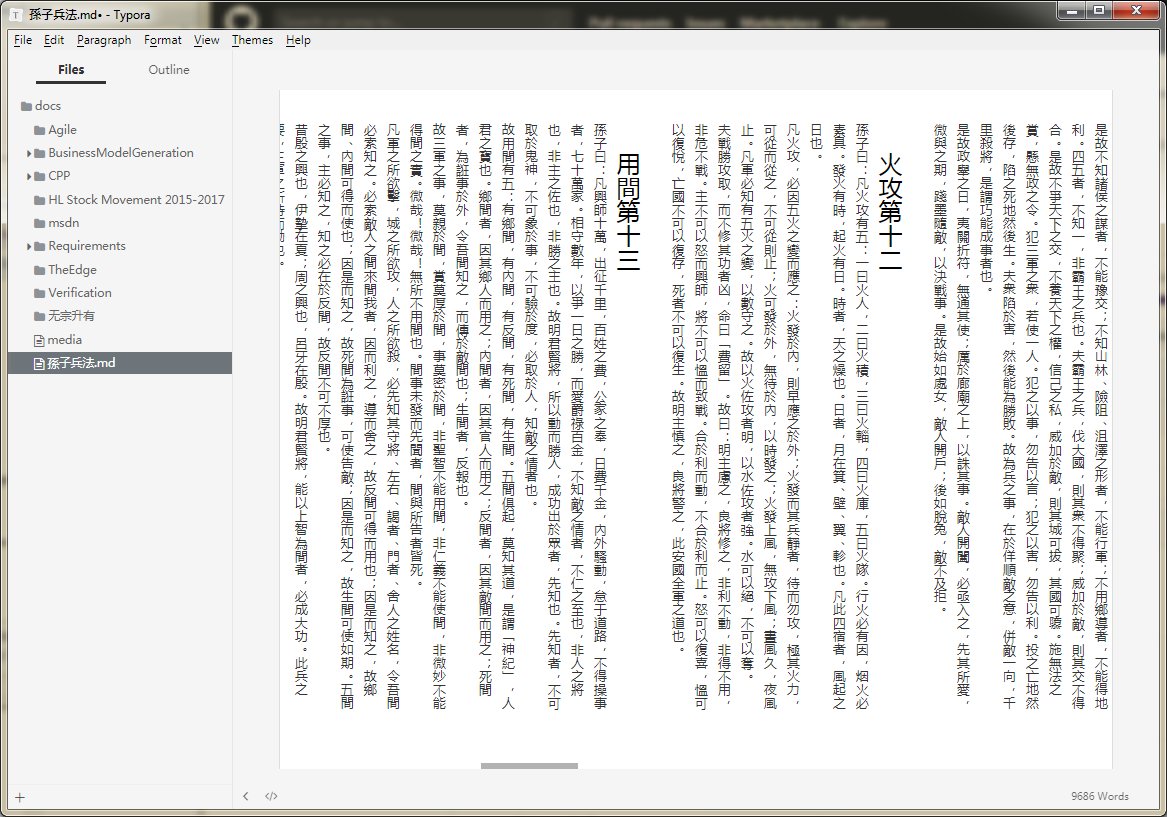 孫子兵法.md• - Typora
File Edit Paragraph Format View Themes Help
Files Outline
docs
Agile
BusinessModelGeneration
CPP
HL Stock Movement 2015-2017
msdn
Requirements
TheEdge
Verification
无宗升有
media
孫子兵法.md
是故不知諸侯之謀者，不能豫交；不知山林、險阻、沮澤之形者，不能行軍；不用鄉導者，不能得地
利。四五者，不知一，非霸王之兵也。夫霸王之兵，伐大國，則其衆不得聚；威加於敵，則其交不得
合。是故不爭天下之交，不養天下之權，信己之私，威加於敵，則其城可拔，其國可隳。施無法之
賞，懸無政之令。犯三軍之衆，若使一人。犯之以事，勿告以言；犯之以害，勿告以利。投之亡地然
後存，陷之死地然後生。夫衆陷於害，然後能為勝敗。故為兵之事，在於佯順敵之意，併敵一向，千
里殺將，是謂巧能成事者也。
是故政舉之日，夷關折符，無通其使；厲於廊廟之上，以誅其事。敵人開闔，必亟入之，先其所愛，
微與之期，踐墨隨敵，以決戰事。是故始如處女，敵人開戶；後如脫兔，敵不及拒。
火攻第十二
孫子曰：凡火攻有五：一曰火人，二曰火積，三曰火輜，四曰火庫，五曰火隊。行火必有因，烟火必
素具。發火有時，起火有日。時者，天之燥也。日者，月在箕、壁、翼、軫也。凡此四宿者，風起之
日也。
凡火攻，必因五火之變而應之：火發於內，則早應之於外；火發而其兵靜者，待而勿攻，極其火力，
可從而從之，不可從則止；火可發於外，無待於內，以時發之；火發上風，無攻下風；晝風久，夜風
止。凡軍必知有五火之變，以數守之。故以火佐攻者明，以水佐攻者強。水可以絕，不可以奪。
夫戰勝攻取，而不修其功者凶，命曰「費留」。故曰：明主慮之，良將修之，非利不動，非得不用，
非危不戰。主不可以怒而興師，將不可以慍而致戰。合於利而動，不合於利而止。怒可以復喜，慍可
以復悅，亡國不可以復存，死者不可以復生。故明主慎之，良將警之，此安國全軍之道也。
用間第十三
孫子曰：凡興師十萬，出征千里，百姓之費，公家之奉，日費千金，內外騷動，怠于道路，不得操事
者，七十萬家。相守數年，以爭一日之勝，而愛爵祿百金，不知敵之情者，不仁之至也，非人之將
也，非主之佐也，非勝之主也。故明君賢將，所以動而勝人，成功出於眾者，先知也。先知者，不可
取於鬼神，不可象於事，不可驗於度，必取於人，知敵之情者也。
故用間有五：有鄉間，有內間，有反間，有死間，有生間。五間俱起，莫知其道，是謂「神紀」，人
君之寶也。鄉間者，因其鄉人而用之；內間者，因其官人而用之；反間者，因其敵間而用之；死間
者，為誑事於外，令吾間知之，而傳於敵間也；生間者，反報也。
故三軍之事，莫親於間，賞莫厚於間，事莫密於間，非聖智不能用間，非仁義不能使間，非微妙不能
得間之實。微哉！微哉！無所不用間也。間事未發而先聞者，間與所告者皆死。
凡軍之所欲擊，城之所欲攻，人之所欲殺，必先知其守將、左右、謁者、門者、舍人之姓名，令吾間
必索知之。必索敵人之間來間我者，因而利之，導而舍之，故反間可得而用也；因是而知之，故鄉
間、內間可得而使也；因是而知之，故死間為誑事，可使告敵；因是而知之，故生間可使如期。五間
之事，主必知之，知之必在於反間，故反間不可不厚也。
昔殷之興也，伊摯在夏；周之興也，呂牙在殷。故明君賢將，能以上智為間者，必成大功。此兵之
9686 Words